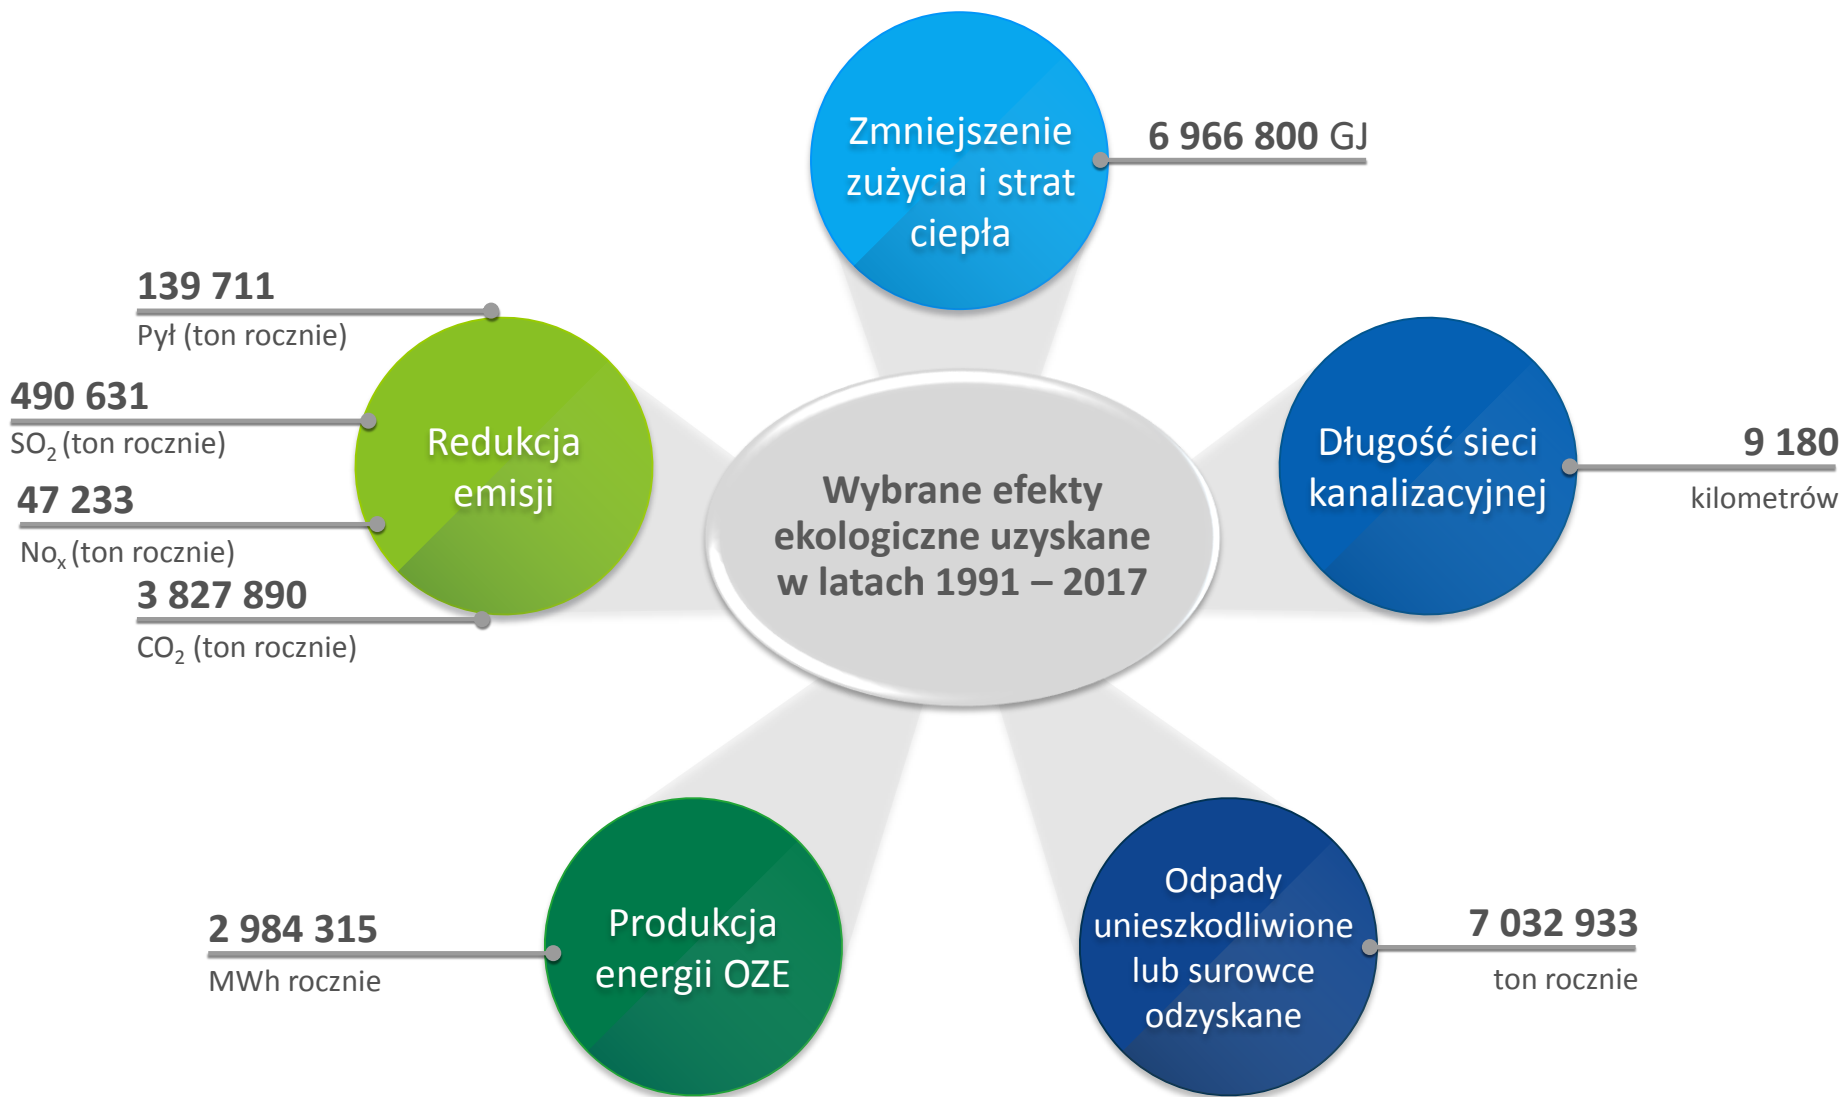 Zmniejszenie
zużycia i strat
ciepła
6 966 800 GJ
139 711
Pył (ton rocznie)
490 631
SO₂ (ton rocznie)
47 233
Noₓ (ton rocznie)
3 827 890
CO₂ (ton rocznie)
Redukcja
emisji
Wybrane efekty
ekologiczne uzyskane
w latach 1991 – 2017
Długość sieci
kanalizacyjnej
9 180
kilometrów
2 984 315
MWh rocznie
Produkcja
energii OZE
Odpady
unieszkodliwione
lub surowce
odzyskane
7 032 933
ton rocznie